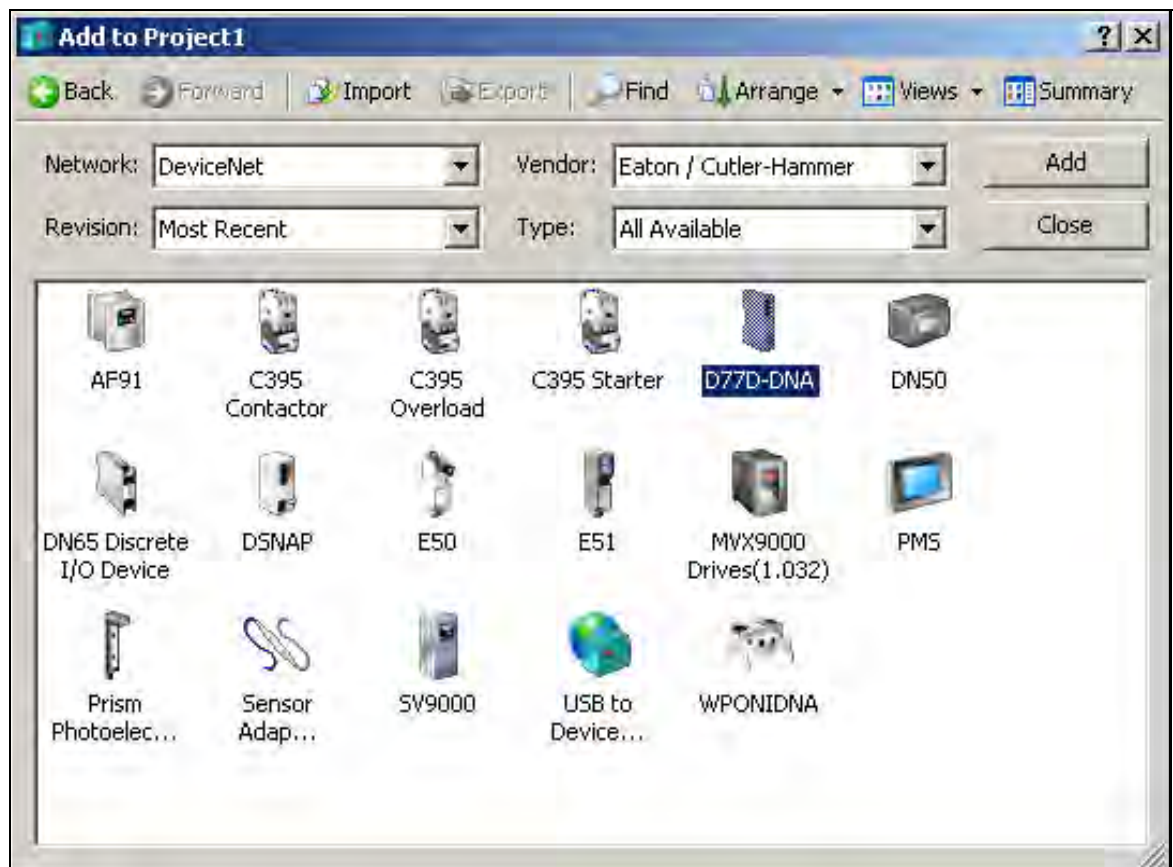 Add to Project1
Back Forward Import Export Find Arrange Views Summary
Network: DeviceNet Vendor: Eaton / Cutler-Hammer Add
Revision: Most Recent Type: All Available Close
AF91 C395 Contactor C395 Overload C395 Starter D77D-DNA DN50
DN65 Discrete I/O Device DSNAP E50 E51 MVX9000 Drives(1.032) PMS
Prism Photoelec... Sensor Adap... SV9000 USB to Device... WPONIDNA